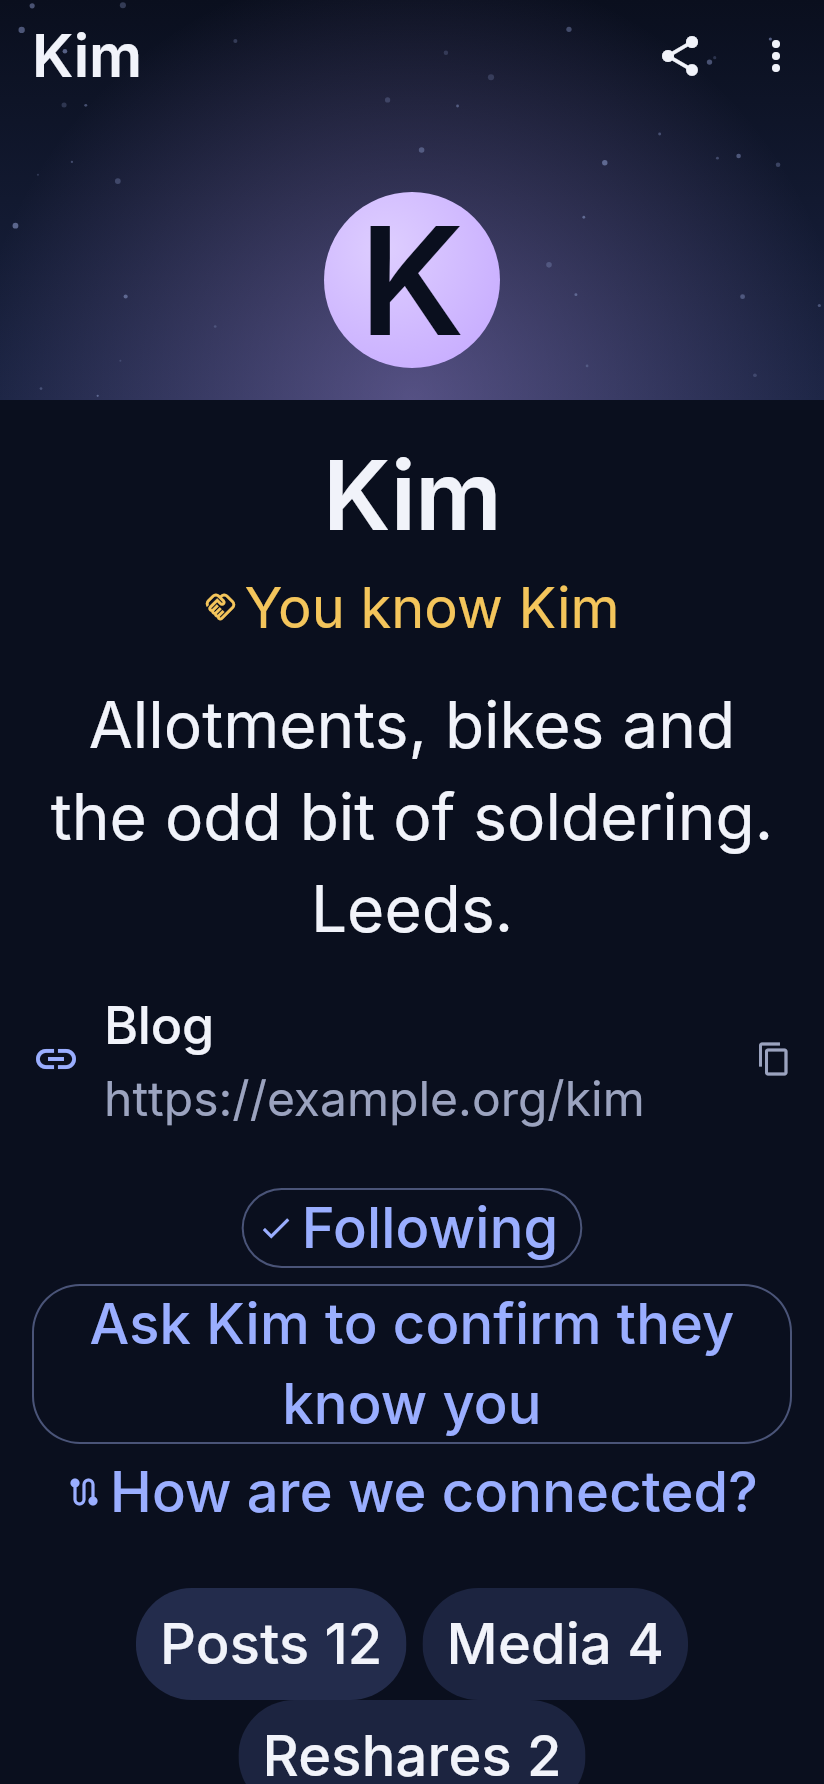 Kim
K
Kim
You know Kim
Allotments, bikes and
the odd bit of soldering.
Leeds.
Blog
https://example.org/kim
Following
Ask Kim to confirm they
know you
How are we connected?
Posts 12 Media 4
Reshares 2